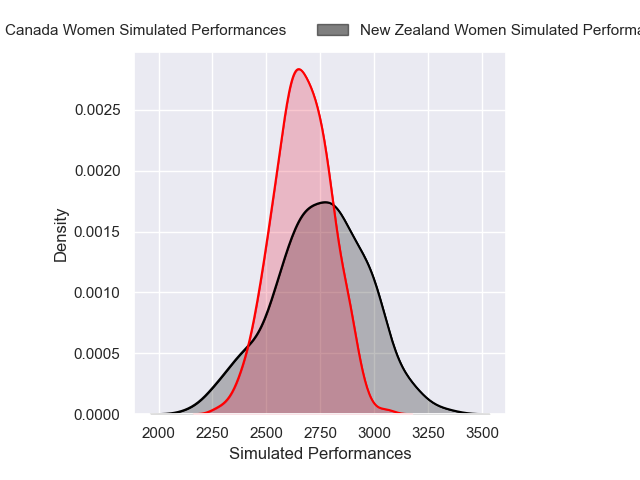 Canada Women Simulated Performances
New Zealand Women Simulated
Density
0.0025
0.0020
0.0015
0.0010
0.0005
0.0000
2000 2250 2500 2750 3000 3250 3500
Simulated Performances